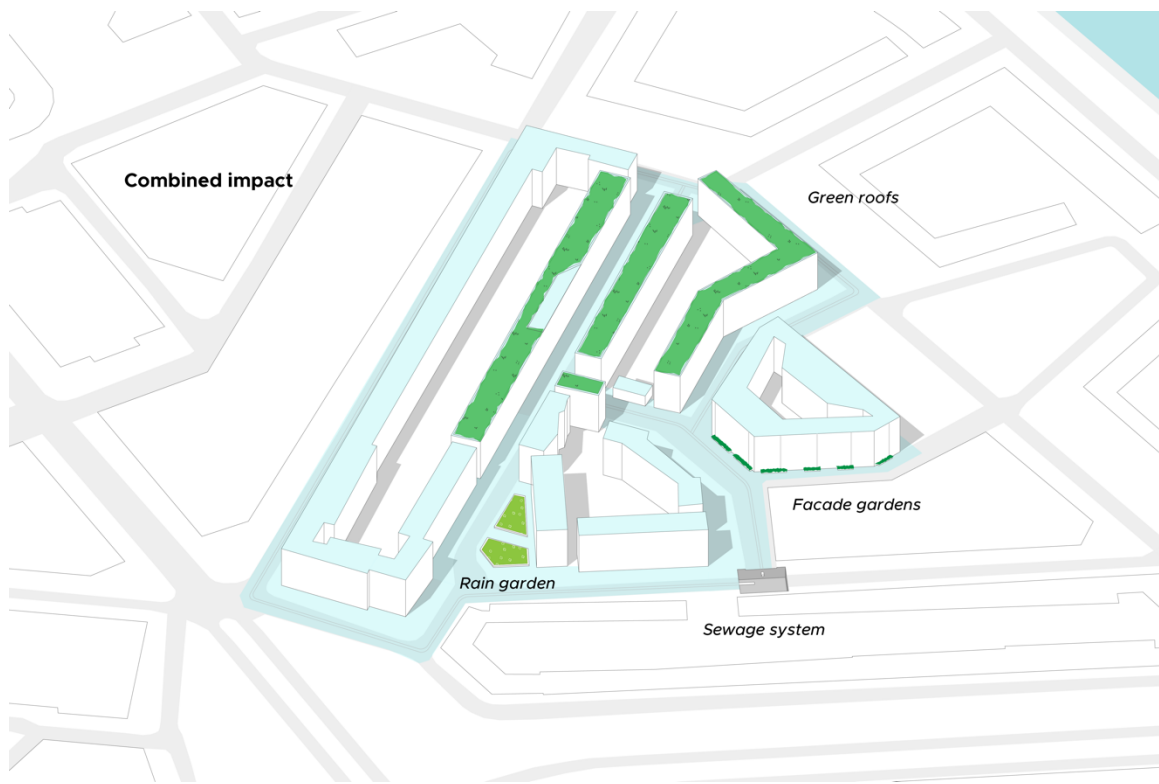 Combined impact
Green roofs
Facade gardens
Rain garden
Sewage system